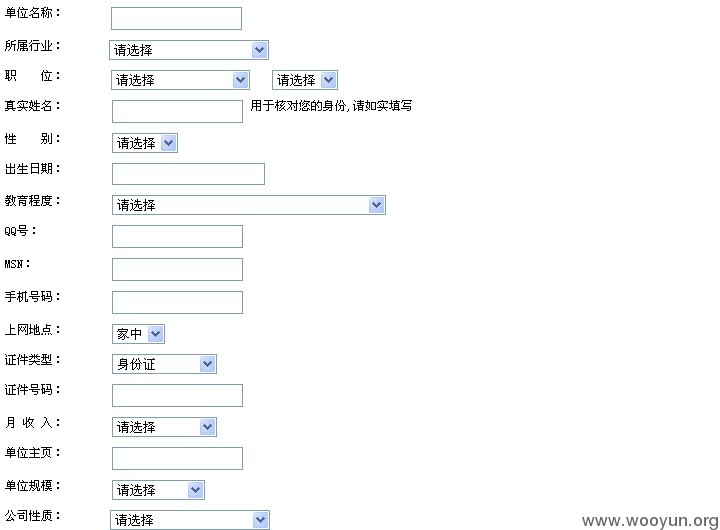 单位名称：
所属行业： 请选择
职　　位： 请选择 请选择
真实姓名： 用于核对您的身份,请如实填写
性　　别： 请选择
出生日期：
教育程度： 请选择
QQ号：
MSN：
手机号码：
上网地点： 家中
证件类型： 身份证
证件号码：
月 收 入： 请选择
单位主页：
单位规模： 请选择
公司性质： 请选择
www.wooyun.org